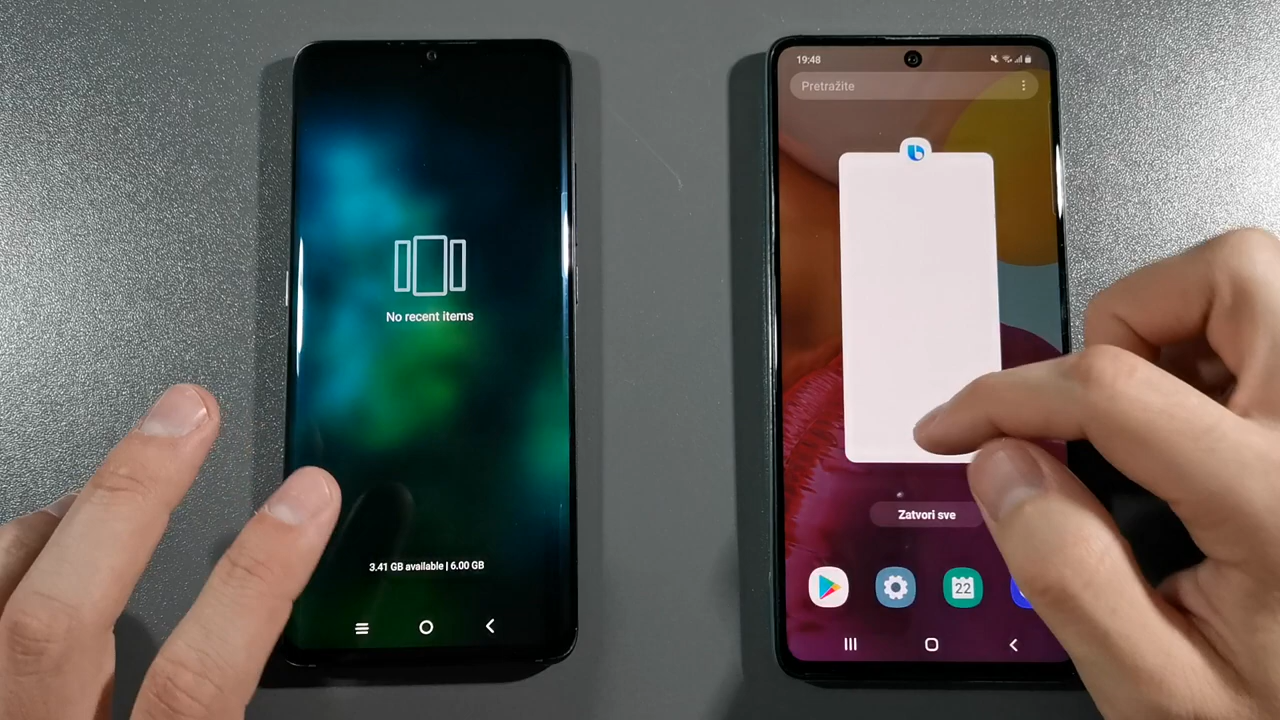 No recent items
3.41 GB available | 6.00 GB
19:48
Pretražite
Zatvori sve
22